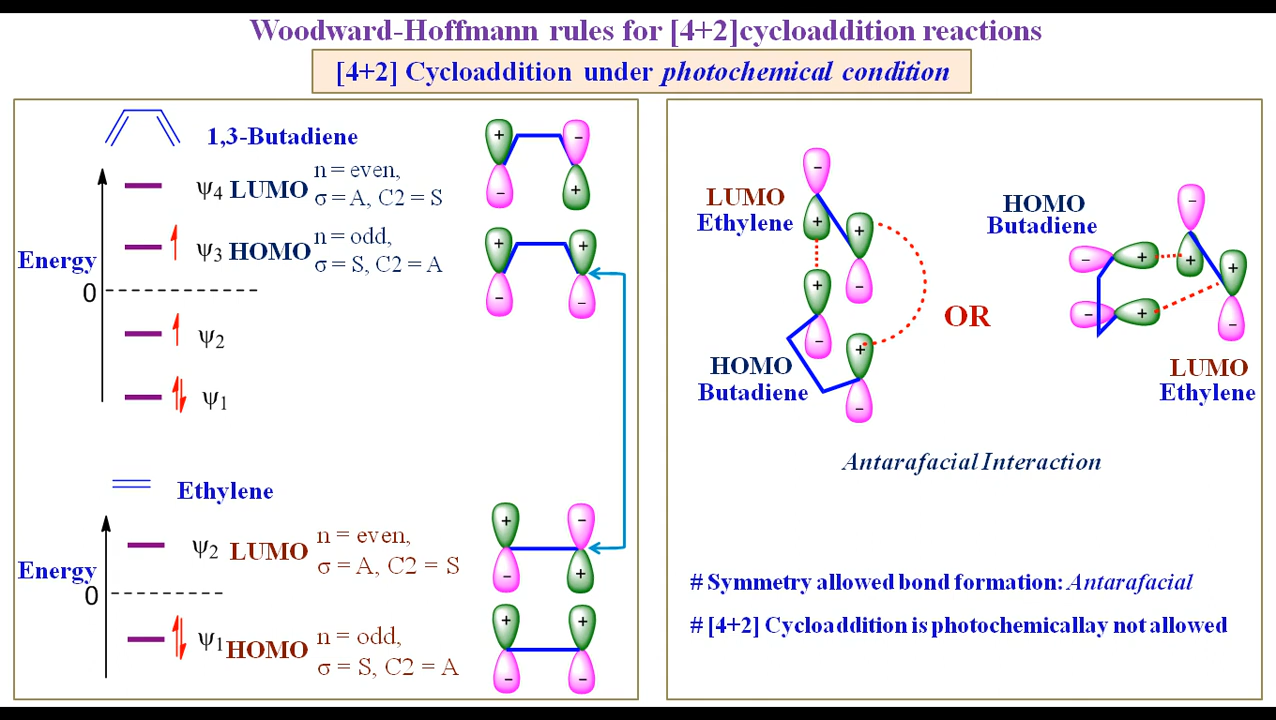 Woodward-Hoffmann rules for [4+2]cycloaddition reactions
[4+2] Cycloaddition under photochemical condition
1,3-Butadiene
ψ4 LUMO n = even,
σ = A, C2 = S
ψ3 HOMO n = odd,
σ = S, C2 = A
Energy
0
ψ2
ψ1
+ -
- +
+ +
- -
Ethylene
ψ2 LUMO n = even,
σ = A, C2 = S
Energy
0
ψ1 HOMO n = odd,
σ = S, C2 = A
+ -
- +
+ +
- -
LUMO
Ethylene
-
+ +
-
+
-
+
-
HOMO
Butadiene
OR
HOMO
Butadiene
-
- + + +
- + -
LUMO
Ethylene
Antarafacial Interaction
# Symmetry allowed bond formation: Antarafacial
# [4+2] Cycloaddition is photochemicallay not allowed